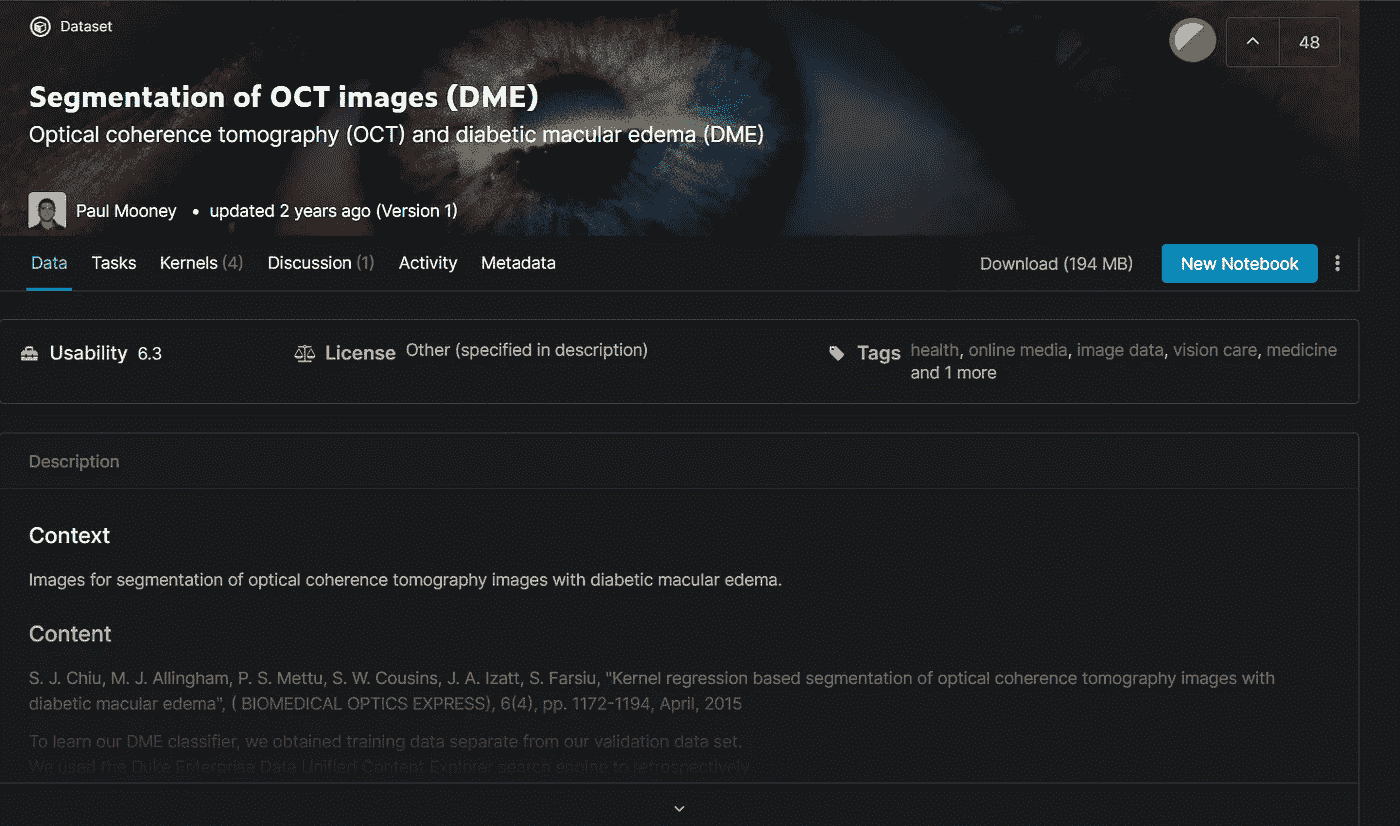 Dataset
48
Segmentation of OCT images (DME)
Optical coherence tomography (OCT) and diabetic macular edema (DME)
Paul Mooney • updated 2 years ago (Version 1)
Data Tasks Kernels (4) Discussion (1) Activity Metadata Download (194 MB) New Notebook
Usability 6.3 License Other (specified in description) Tags health, online media, image data, vision care, medicine
and 1 more
Description
Context
Images for segmentation of optical coherence tomography images with diabetic macular edema.
Content
S. J. Chiu, M. J. Allingham, P. S. Mettu, S. W. Cousins, J. A. Izatt, S. Farsiu, "Kernel regression based segmentation of optical coherence tomography images with
diabetic macular edema", ( BIOMEDICAL OPTICS EXPRESS), 6(4), pp. 1172-1194, April, 2015
To learn our DME classifier, we obtained training data separate from our validation data set.
We used the Duke Enterprise Data Unified Content Explorer search engine to retrospectively